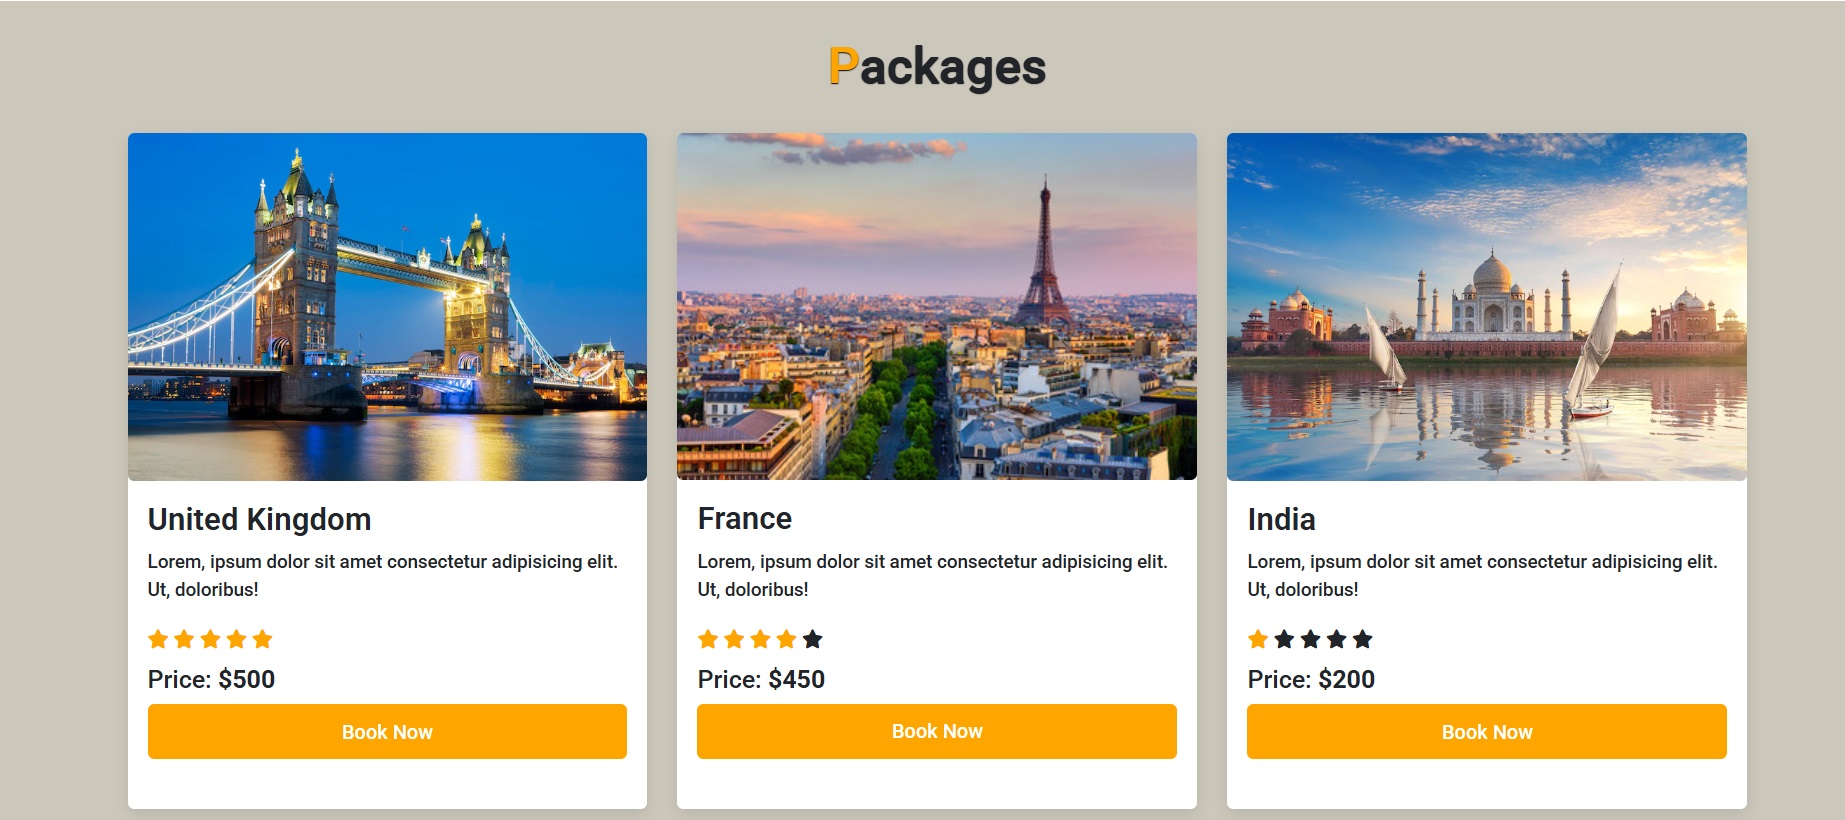 Packages
United Kingdom
Lorem, ipsum dolor sit amet consectetur adipisicing elit.
Ut, doloribus!
Price: $500
Book Now
France
Lorem, ipsum dolor sit amet consectetur adipisicing elit.
Ut, doloribus!
Price: $450
Book Now
India
Lorem, ipsum dolor sit amet consectetur adipisicing elit.
Ut, doloribus!
Price: $200
Book Now